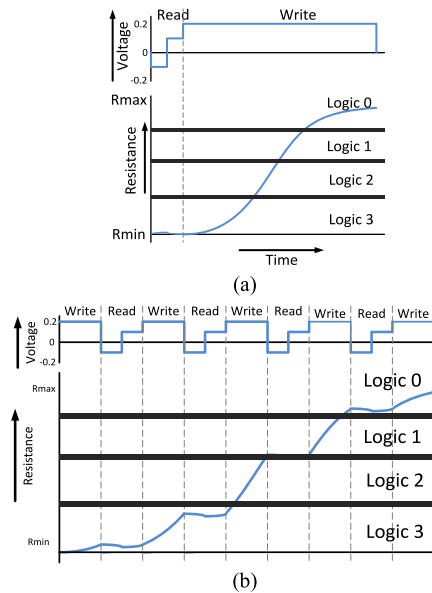 Read Write
Voltage
0.2
0
-0.2
Rmax
Logic 0
Logic 1
Resistance
Logic 2
Logic 3
Rmin
Time
(a)
Write Read Write Read Write Read Write Read Write
Voltage
0.2
0
-0.2
Rmax
Logic 0
Logic 1
Resistance
Logic 2
Logic 3
Rmin
(b)